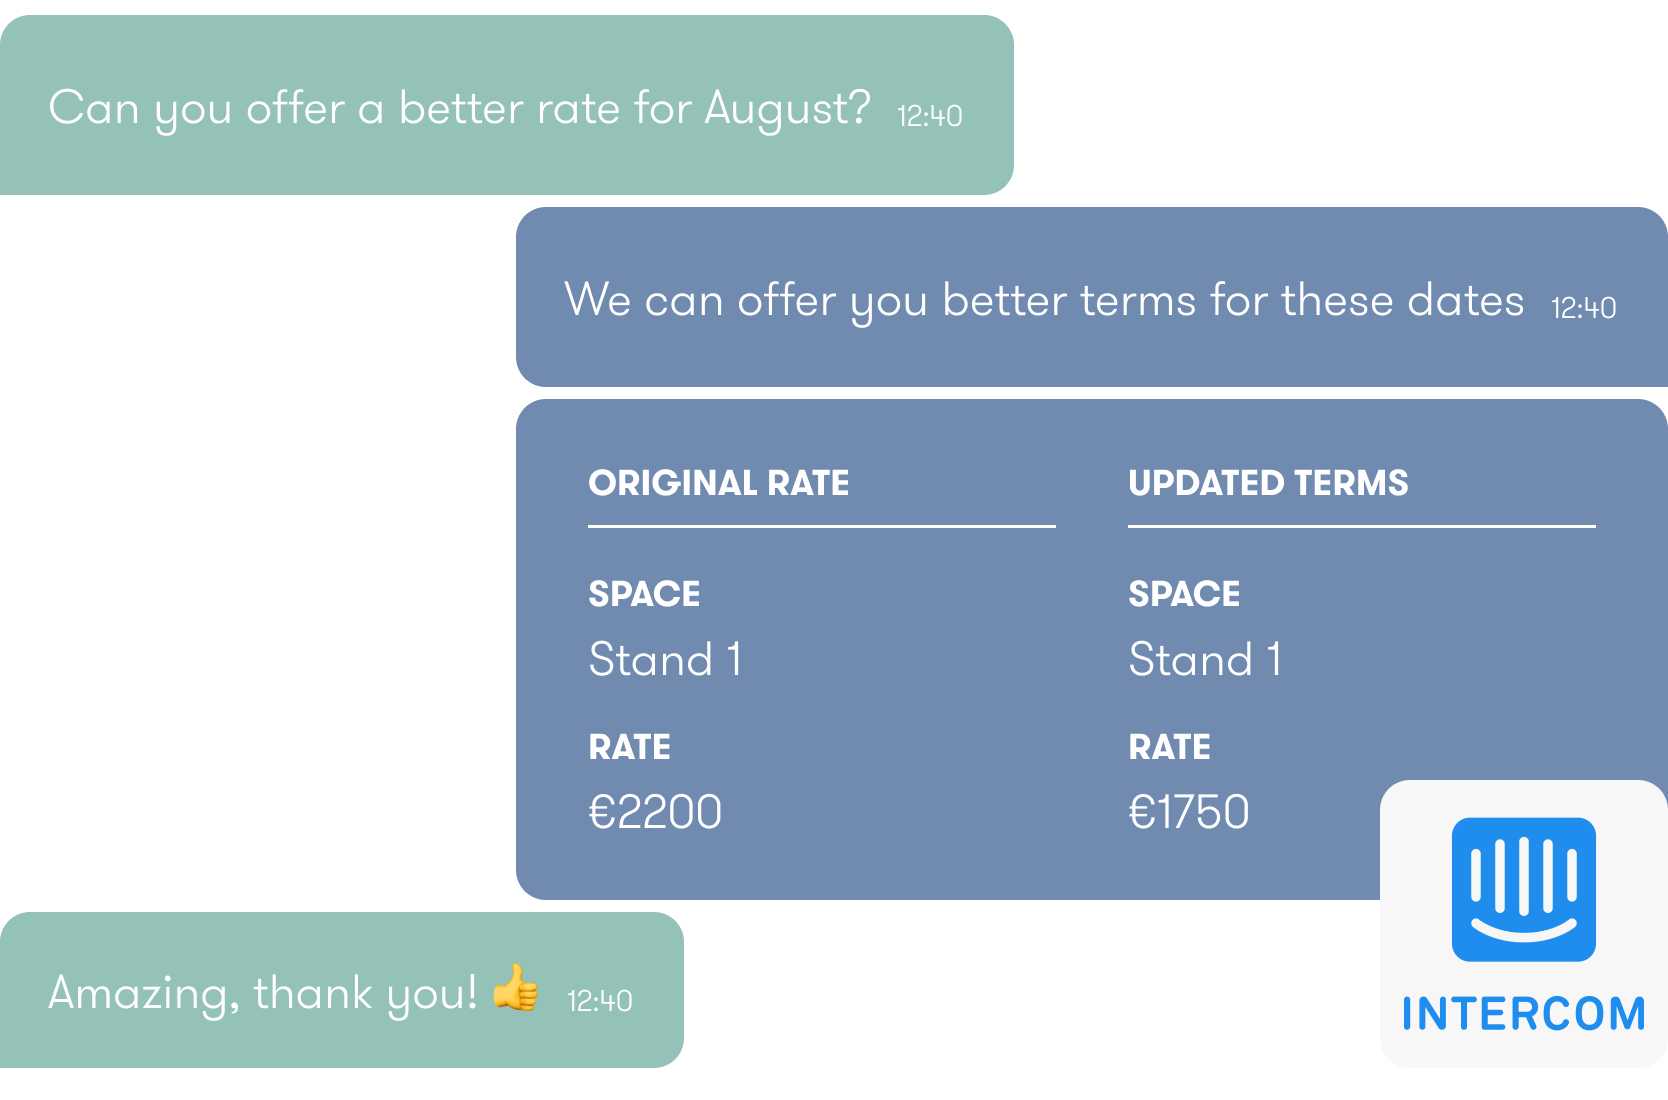 Can you offer a better rate for August? 12:40
We can offer you better terms for these dates 12:40
ORIGINAL RATE
SPACE
Stand 1
RATE
€2200
UPDATED TERMS
SPACE
Stand 1
RATE
€1750
Amazing, thank you! 👍 12:40
INTERCOM